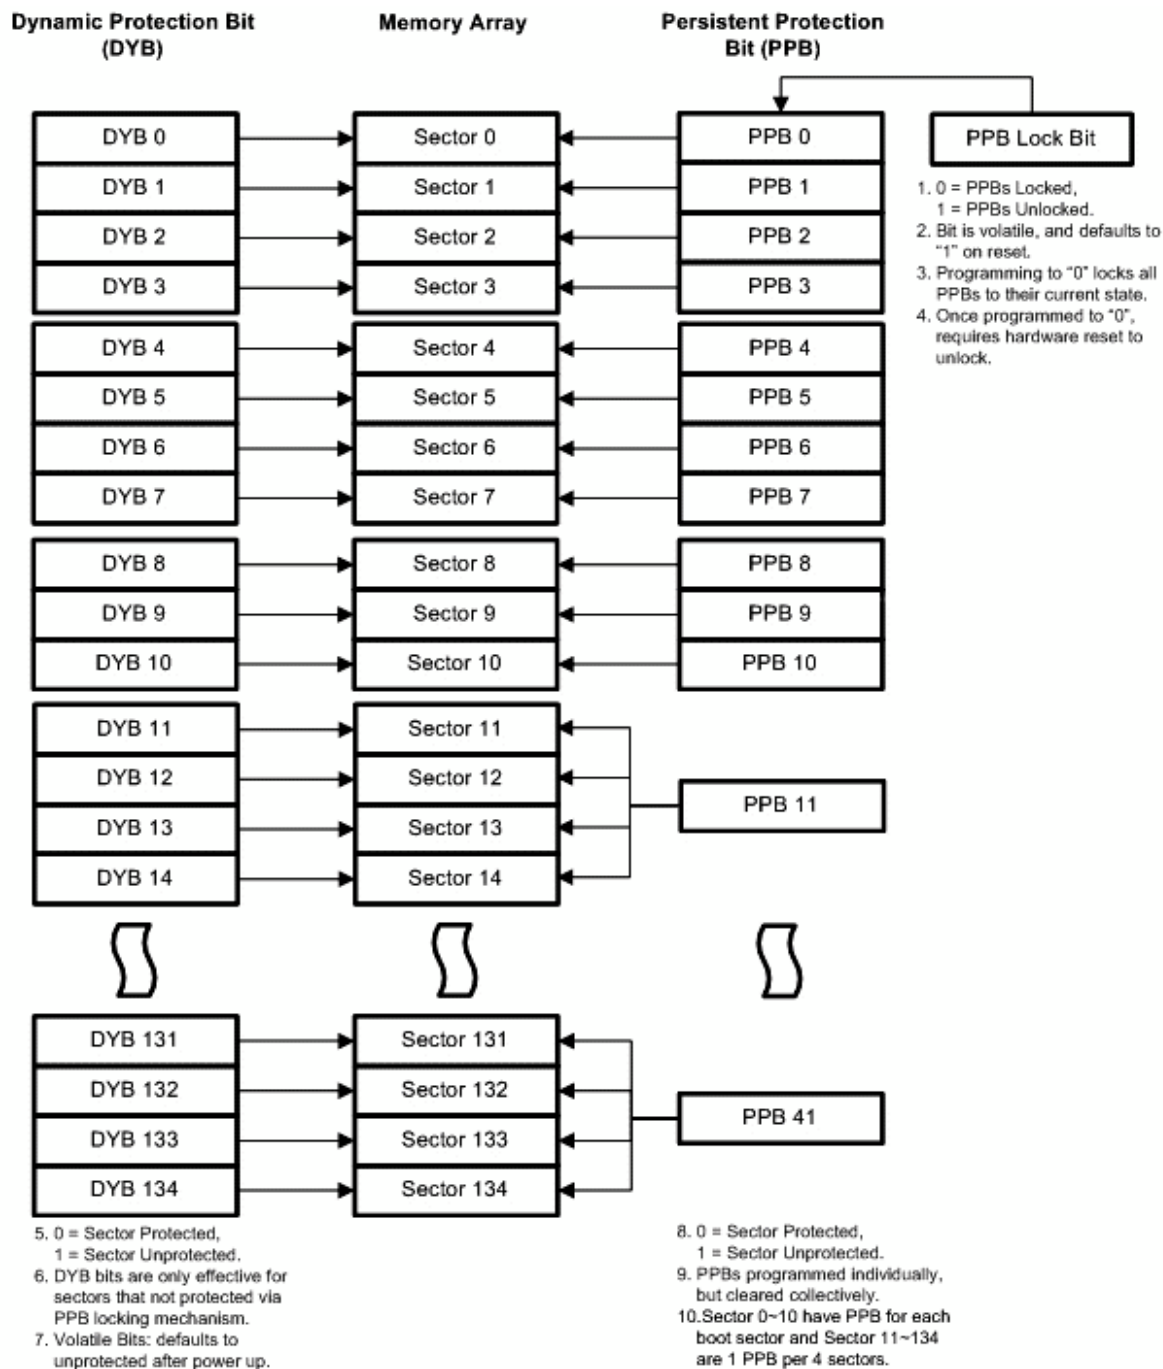 Dynamic Protection Bit
(DYB)
Memory Array
Persistent Protection
Bit (PPB)
DYB 0
Sector 0
PPB 0
PPB Lock Bit
DYB 1
Sector 1
PPB 1
DYB 2
Sector 2
PPB 2
DYB 3
Sector 3
PPB 3
1. 0 = PPBs Locked,
1 = PPBs Unlocked.
2. Bit is volatile, and defaults to
“1” on reset.
3. Programming to “0” locks all
PPBs to their current state.
4. Once programmed to “0”,
requires hardware reset to
unlock.
DYB 4
Sector 4
PPB 4
DYB 5
Sector 5
PPB 5
DYB 6
Sector 6
PPB 6
DYB 7
Sector 7
PPB 7
DYB 8
Sector 8
PPB 8
DYB 9
Sector 9
PPB 9
DYB 10
Sector 10
PPB 10
DYB 11
Sector 11
DYB 12
Sector 12
PPB 11
DYB 13
Sector 13
DYB 14
Sector 14
DYB 131
Sector 131
DYB 132
Sector 132
PPB 41
DYB 133
Sector 133
DYB 134
Sector 134
5. 0 = Sector Protected,
1 = Sector Unprotected.
6. DYB bits are only effective for
sectors that not protected via
PPB locking mechanism.
7. Volatile Bits: defaults to
unprotected after power up.
8. 0 = Sector Protected,
1 = Sector Unprotected.
9. PPBs programmed individually,
but cleared collectively.
10.Sector 0~10 have PPB for each
boot sector and Sector 11~134
are 1 PPB per 4 sectors.